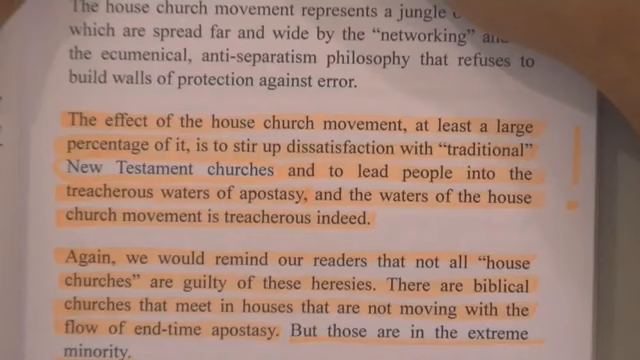 The house church movement represents a jungle
which are spread far and wide by the “networking”
the ecumenical, anti-separatism philosophy that refuses to
build walls of protection against error.
The effect of the house church movement, at least a large
percentage of it, is to stir up dissatisfaction with “traditional”
New Testament churches and to lead people into the
treacherous waters of apostasy, and the waters of the house
church movement is treacherous indeed.
Again, we would remind our readers that not all “house
churches” are guilty of these heresies. There are biblical
churches that meet in houses that are not moving with the
flow of end-time apostasy. But those are in the extreme
minority.